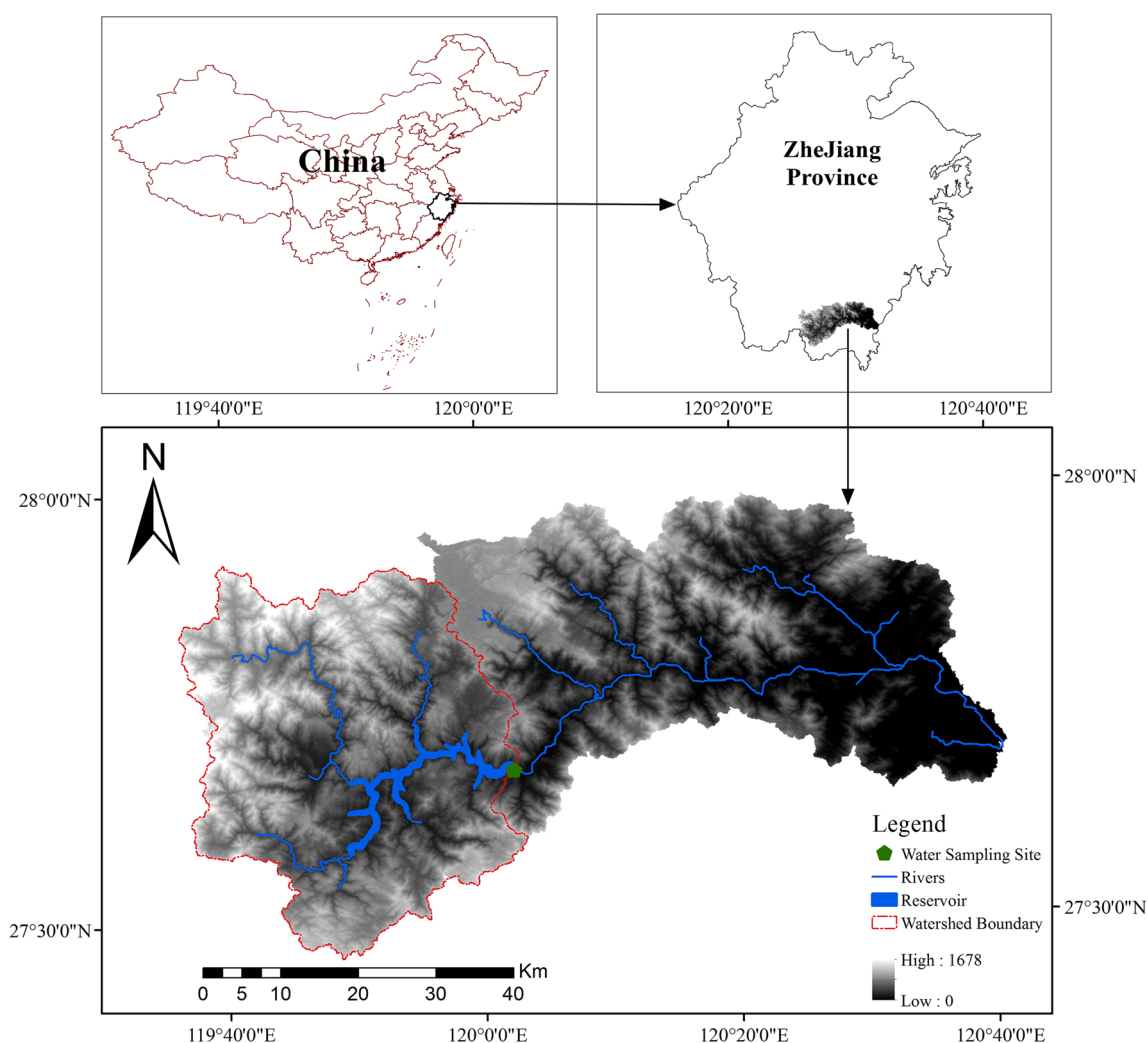 China
ZheJiang
Province
119°40'0"E
120°0'0"E
120°20'0"E
120°40'0"E
N
28°0'0"N
28°0'0"N
Legend
Water Sampling Site
Rivers
Reservoir
Watershed Boundary
27°30'0"N
27°30'0"N
High : 1678
Low : 0
Km
0 5 10 20 30 40
119°40'0"E
120°0'0"E
120°20'0"E
120°40'0"E